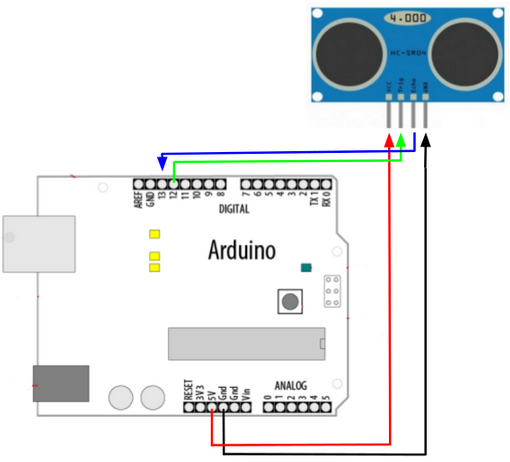 4.000
HC-SR04
Vcc Trig Echo GND
AREF GND 13 12 11 10 9 8 7 6 5 4 3 2 TX 1 RX 0
DIGITAL
Arduino
RESET 3V3 5V Gnd Gnd Vin
ANALOG
0 1 2 3 4 5